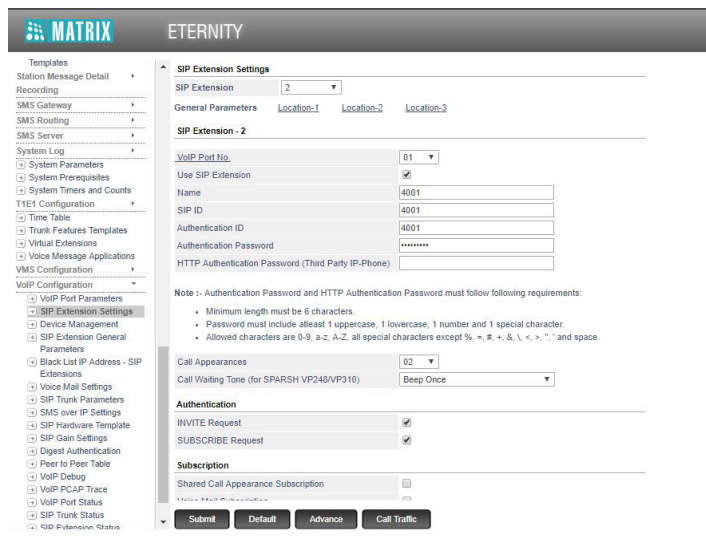 MATRIX
ETERNITY
Templates
Station Message Detail
Recording
SMS Gateway
SMS Routing
SMS Server
System Log
System Parameters
System Prerequisites
System Timers and Counts
T1E1 Configuration
Time Table
Trunk Features Templates
Virtual Extensions
Voice Message Applications
VMS Configuration
VoIP Configuration
VoIP Port Parameters
SIP Extension Settings
Device Management
SIP Extension General
Parameters
Black List IP Address - SIP
Extensions
Voice Mail Settings
SIP Trunk Parameters
SMS over IP Settings
SIP Hardware Template
SIP Gain Settings
Digest Authentication
Peer to Peer Table
VoIP Debug
VoIP PCAP Trace
VoIP Port Status
SIP Trunk Status
SIP Extension Status
SIP Extension Settings
SIP Extension 2
General Parameters Location-1 Location-2 Location-3
SIP Extension - 2
VoIP Port No. 01
Use SIP Extension
Name 4001
SIP ID 4001
Authentication ID 4001
Authentication Password •••••••••
HTTP Authentication Password (Third Party IP-Phone)
Note :- Authentication Password and HTTP Authentication Password must follow following requirements:
• Minimum length must be 6 characters.
• Password must include atleast 1 uppercase, 1 lowercase, 1 number and 1 special character.
• Allowed characters are 0-9, a-z, A-Z, all special characters except %, =, #, +, &, \, <, >, ", ' and space.
Call Appearances 02
Call Waiting Tone (for SPARSH VP248/VP310) Beep Once
Authentication
INVITE Request
SUBSCRIBE Request
Subscription
Shared Call Appearance Subscription
Voice Mail Subscription
Submit Default Advance Call Traffic